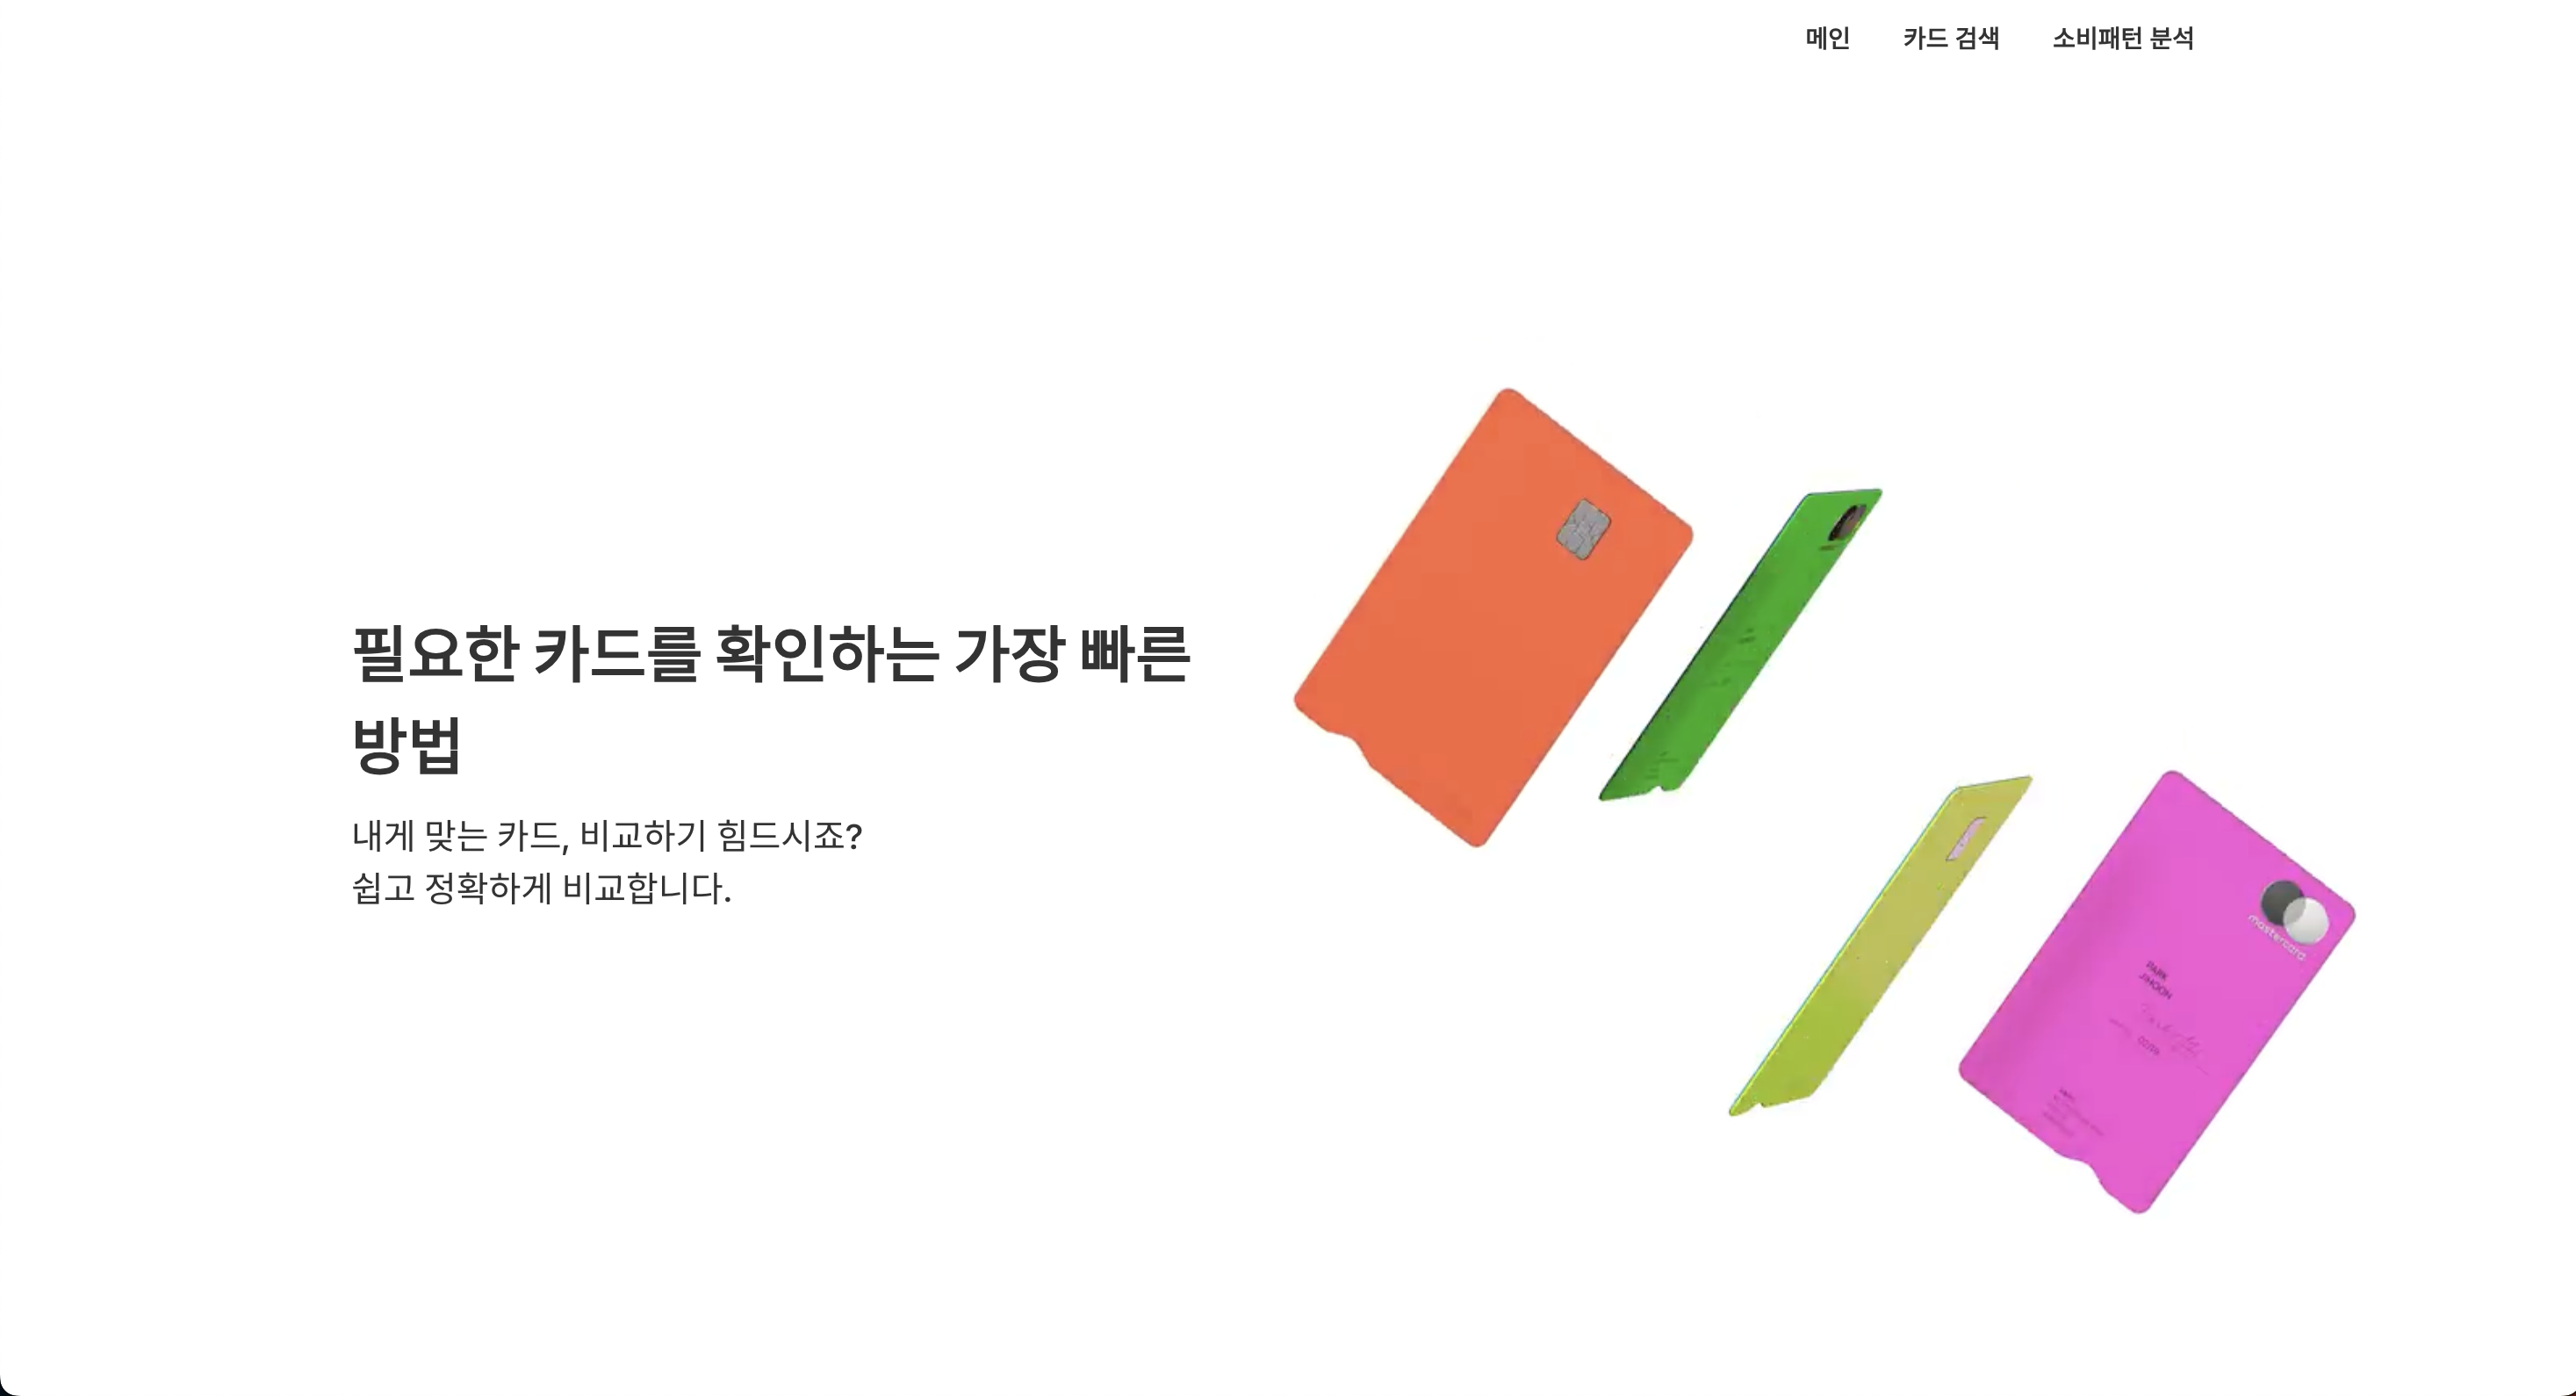 메인 카드 검색 소비패턴 분석
필요한 카드를 확인하는 가장 빠른
방법
내게 맞는 카드, 비교하기 힘드시죠?
쉽고 정확하게 비교합니다.
mastercard
PARK
JIHOON